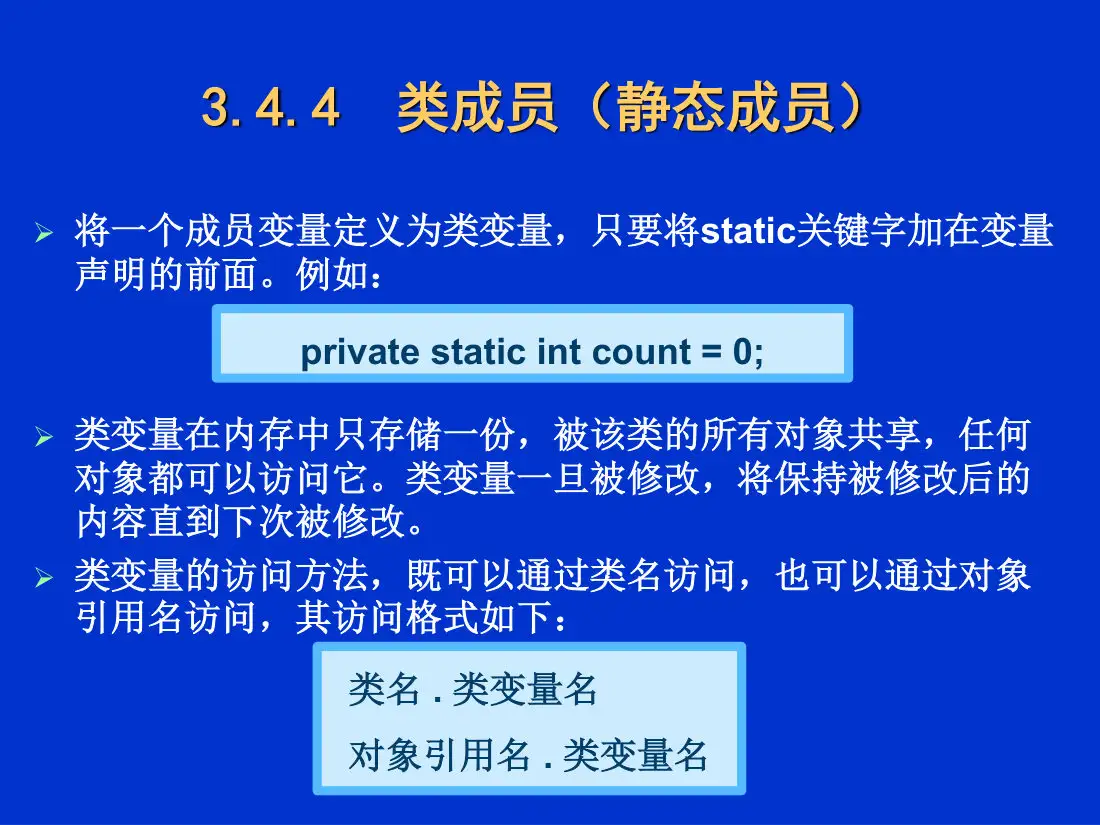 3.4.4 类成员（静态成员）
将一个成员变量定义为类变量，只要将static关键字加在变量
声明的前面。例如：
private static int count = 0;
类变量在内存中只存储一份，被该类的所有对象共享，任何
对象都可以访问它。类变量一旦被修改，将保持被修改后的
内容直到下次被修改。
类变量的访问方法，既可以通过类名访问，也可以通过对象
引用名访问，其访问格式如下：
类名 . 类变量名
对象引用名 . 类变量名